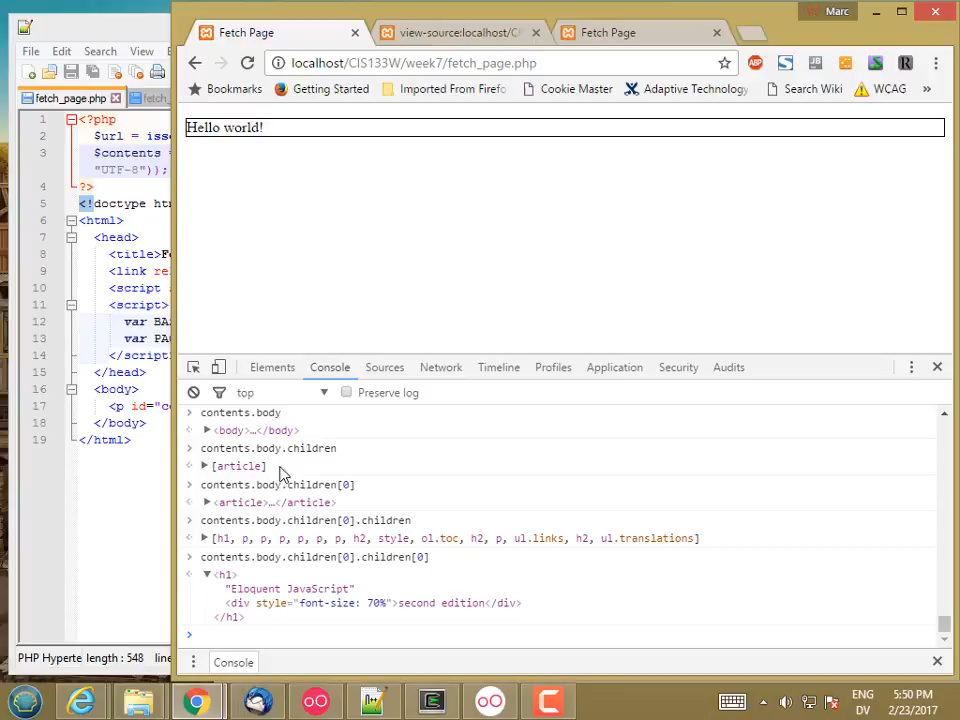 Marc
File Edit Search View
fetch_page.php fetch_
1 <?php
2 $url = iss
3 $contents =
"UTF-8"));
4 ?>
5 <!doctype htm
6 <html>
7 <head>
8 <title>F
9 <link re
10 <script
11 <script>
12 var BA
13 var PA
14 </script
15 </head>
16 <body>
17 <p id="c
18 </body>
19 </html>
PHP Hyperte length : 548 line
Fetch Page
view-source:localhost/CI
Fetch Page
localhost/CIS133W/week7/fetch_page.php
ABP S JB R
Bookmarks Getting Started Imported From Firefo Cookie Master Adaptive Technology Search Wiki WCAG »
Hello world!
Elements Console Sources Network Timeline Profiles Application Security Audits
top Preserve log
contents.body
<body>…</body>
contents.body.children
[article]
contents.body.children[0]
<article>…</article>
contents.body.children[0].children
[h1, p, p, p, p, p, p, h2, style, ol.toc, h2, p, ul.links, h2, ul.translations]
contents.body.children[0].children[0]
<h1>
"Eloquent JavaScript"
<div style="font-size: 70%">second edition</div>
</h1>
Console
ENG
DV
5:50 PM
2/23/2017